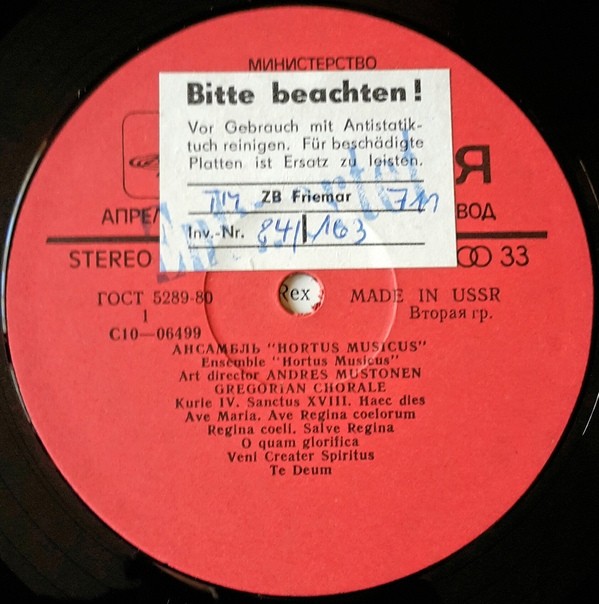 МИНИСТЕРСТВО
Bitte beachten!
Vor Gebrauch mit Antistatik-
tuch reinigen. Für beschädigte
Platten ist Ersatz zu leisten.
ZB Friemar
Inv.-Nr. 84/163
Я
АПРЕЛ ВОД
STEREO 33
Rex
ГОСТ 5289-80 MADE IN USSR
1 Вторая гр.
С10—06499
АНСАМБЛЬ "HORTUS MUSICUS"
Ensemble "Hortus Musicus"
Art director ANDRES MUSTONEN
GREGORIAN CHORALE
Kurie IV. Sanctus XVIII. Haec dies
Ave Maria. Ave Regina coelorum
Regina coeli. Salve Regina
O quam glorifica
Veni Creater Spiritus
Te Deum